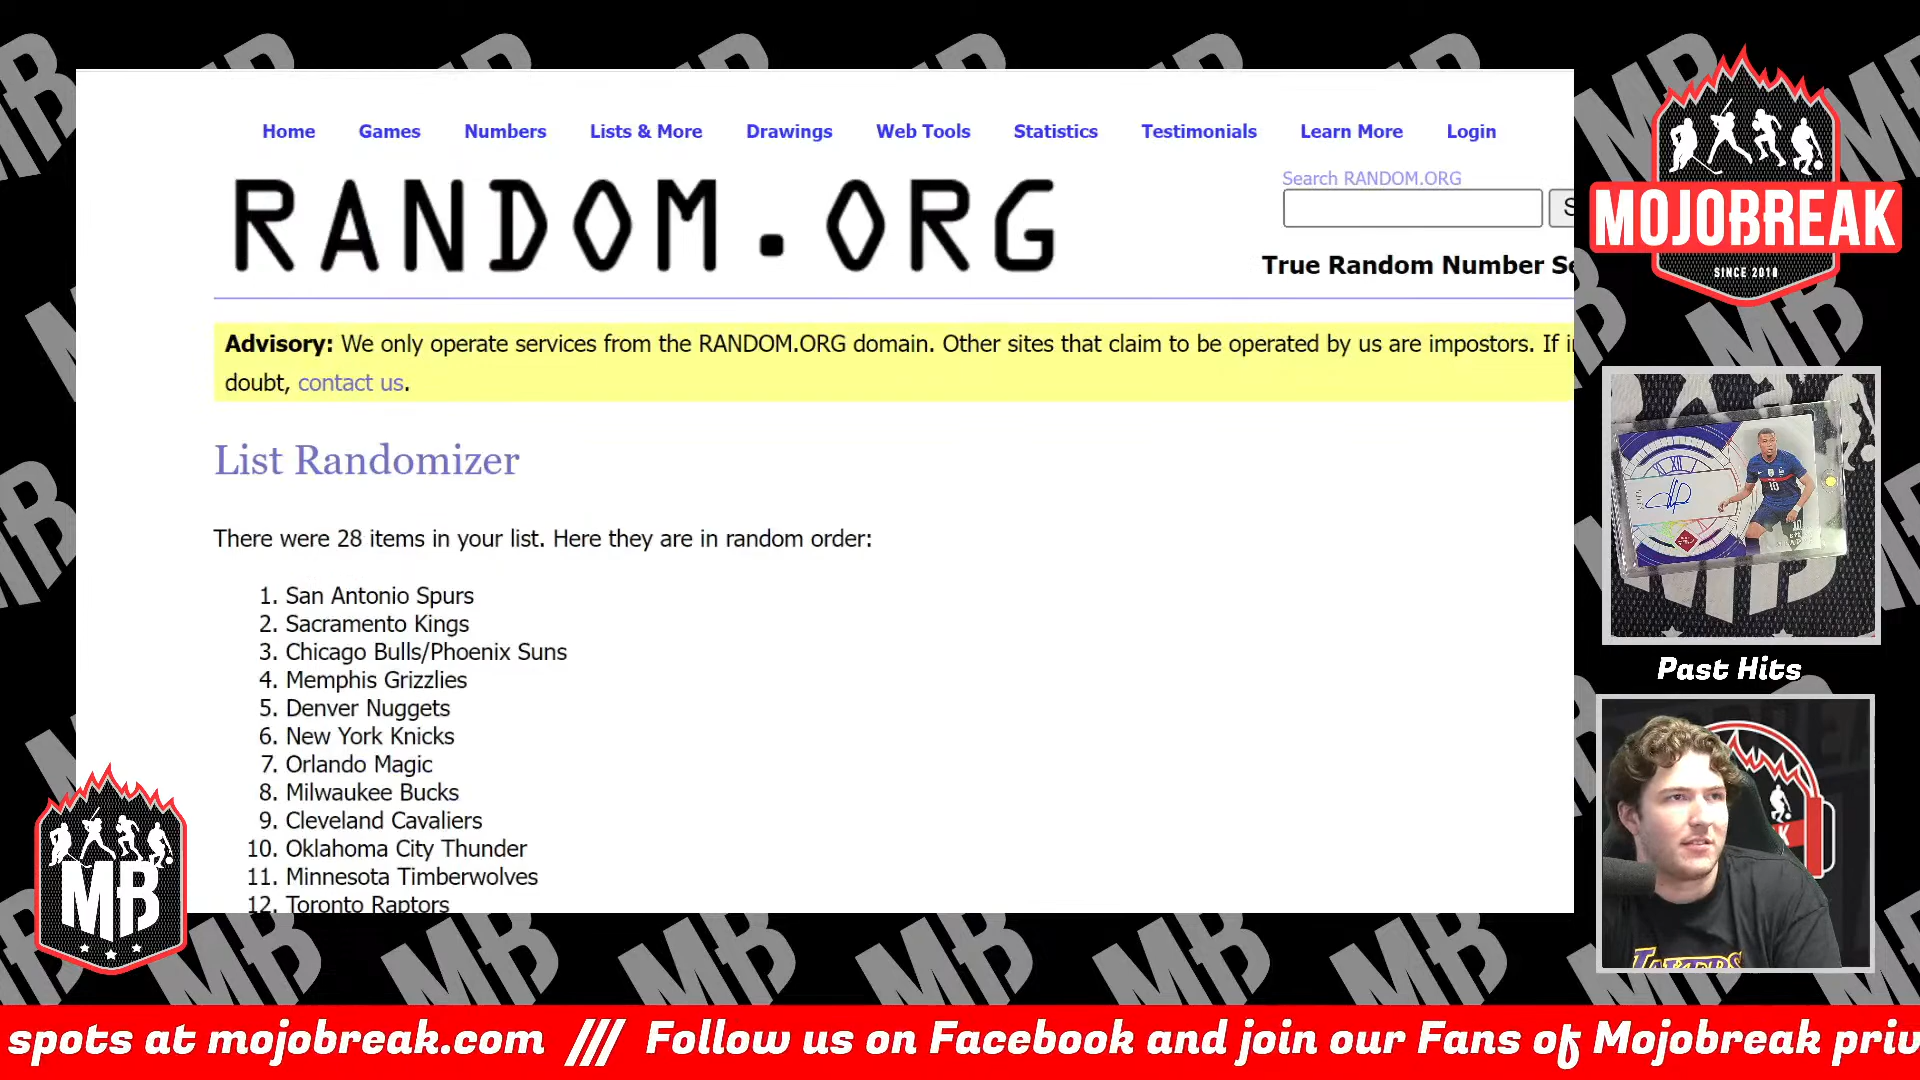 Home Games Numbers Lists & More Drawings Web Tools Statistics Testimonials Learn More Login
RANDOM.ORG
Search RANDOM.ORG
S
True Random Number Se
Advisory: We only operate services from the RANDOM.ORG domain. Other sites that claim to be operated by us are impostors. If in
doubt, contact us.
List Randomizer
There were 28 items in your list. Here they are in random order:
1. San Antonio Spurs
2. Sacramento Kings
3. Chicago Bulls/Phoenix Suns
4. Memphis Grizzlies
5. Denver Nuggets
6. New York Knicks
7. Orlando Magic
8. Milwaukee Bucks
9. Cleveland Cavaliers
10. Oklahoma City Thunder
11. Minnesota Timberwolves
12. Toronto Raptors
MOJOBREAK
SINCE 2010
Past Hits
LAKERS
MB
spots at mojobreak.com /// Follow us on Facebook and join our Fans of Mojobreak priv